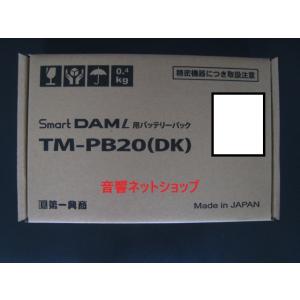 0.4
kg
精密機器につき取扱注意
Smart DAM L 用バッテリーパック
TM-PB20(DK)
音響ネットショップ
第一興商
Made in JAPAN